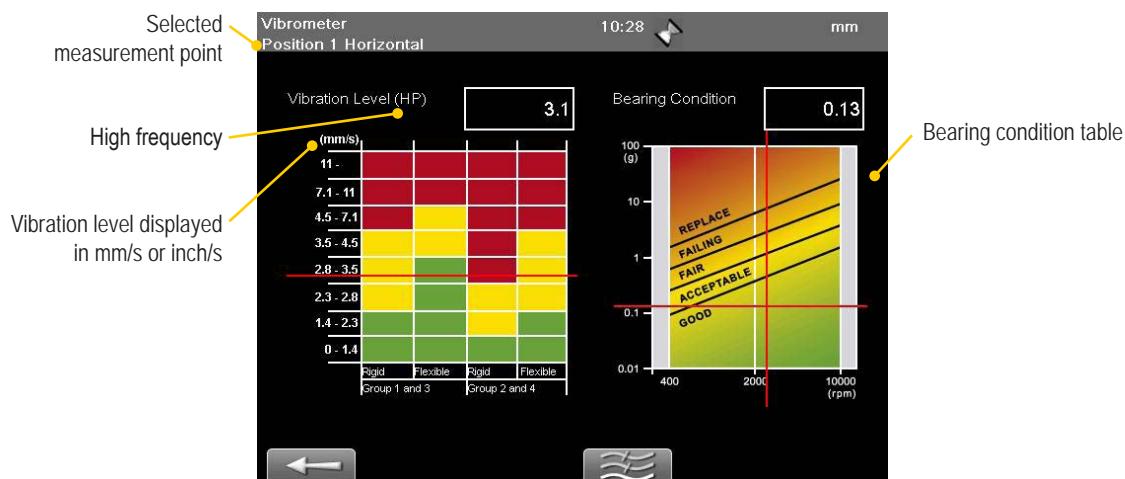 Selected
measurement point
High frequency
Vibration level displayed
in mm/s or inch/s
Vibrometer
Position 1 Horizontal
10:28
mm
Vibration Level (HP)
3.1
(mm/s)
11 -
7.1 - 11
4.5 - 7.1
3.5 - 4.5
2.8 - 3.5
2.3 - 2.8
1.4 - 2.3
0 - 1.4
Rigid Flexible Rigid Flexible
Group 1 and 3 Group 2 and 4
Bearing Condition
0.13
100
(g)
10
1
0.1
0.01
REPLACE
FAILING
FAIR
ACCEPTABLE
GOOD
400 2000 10000
(rpm)
Bearing condition table